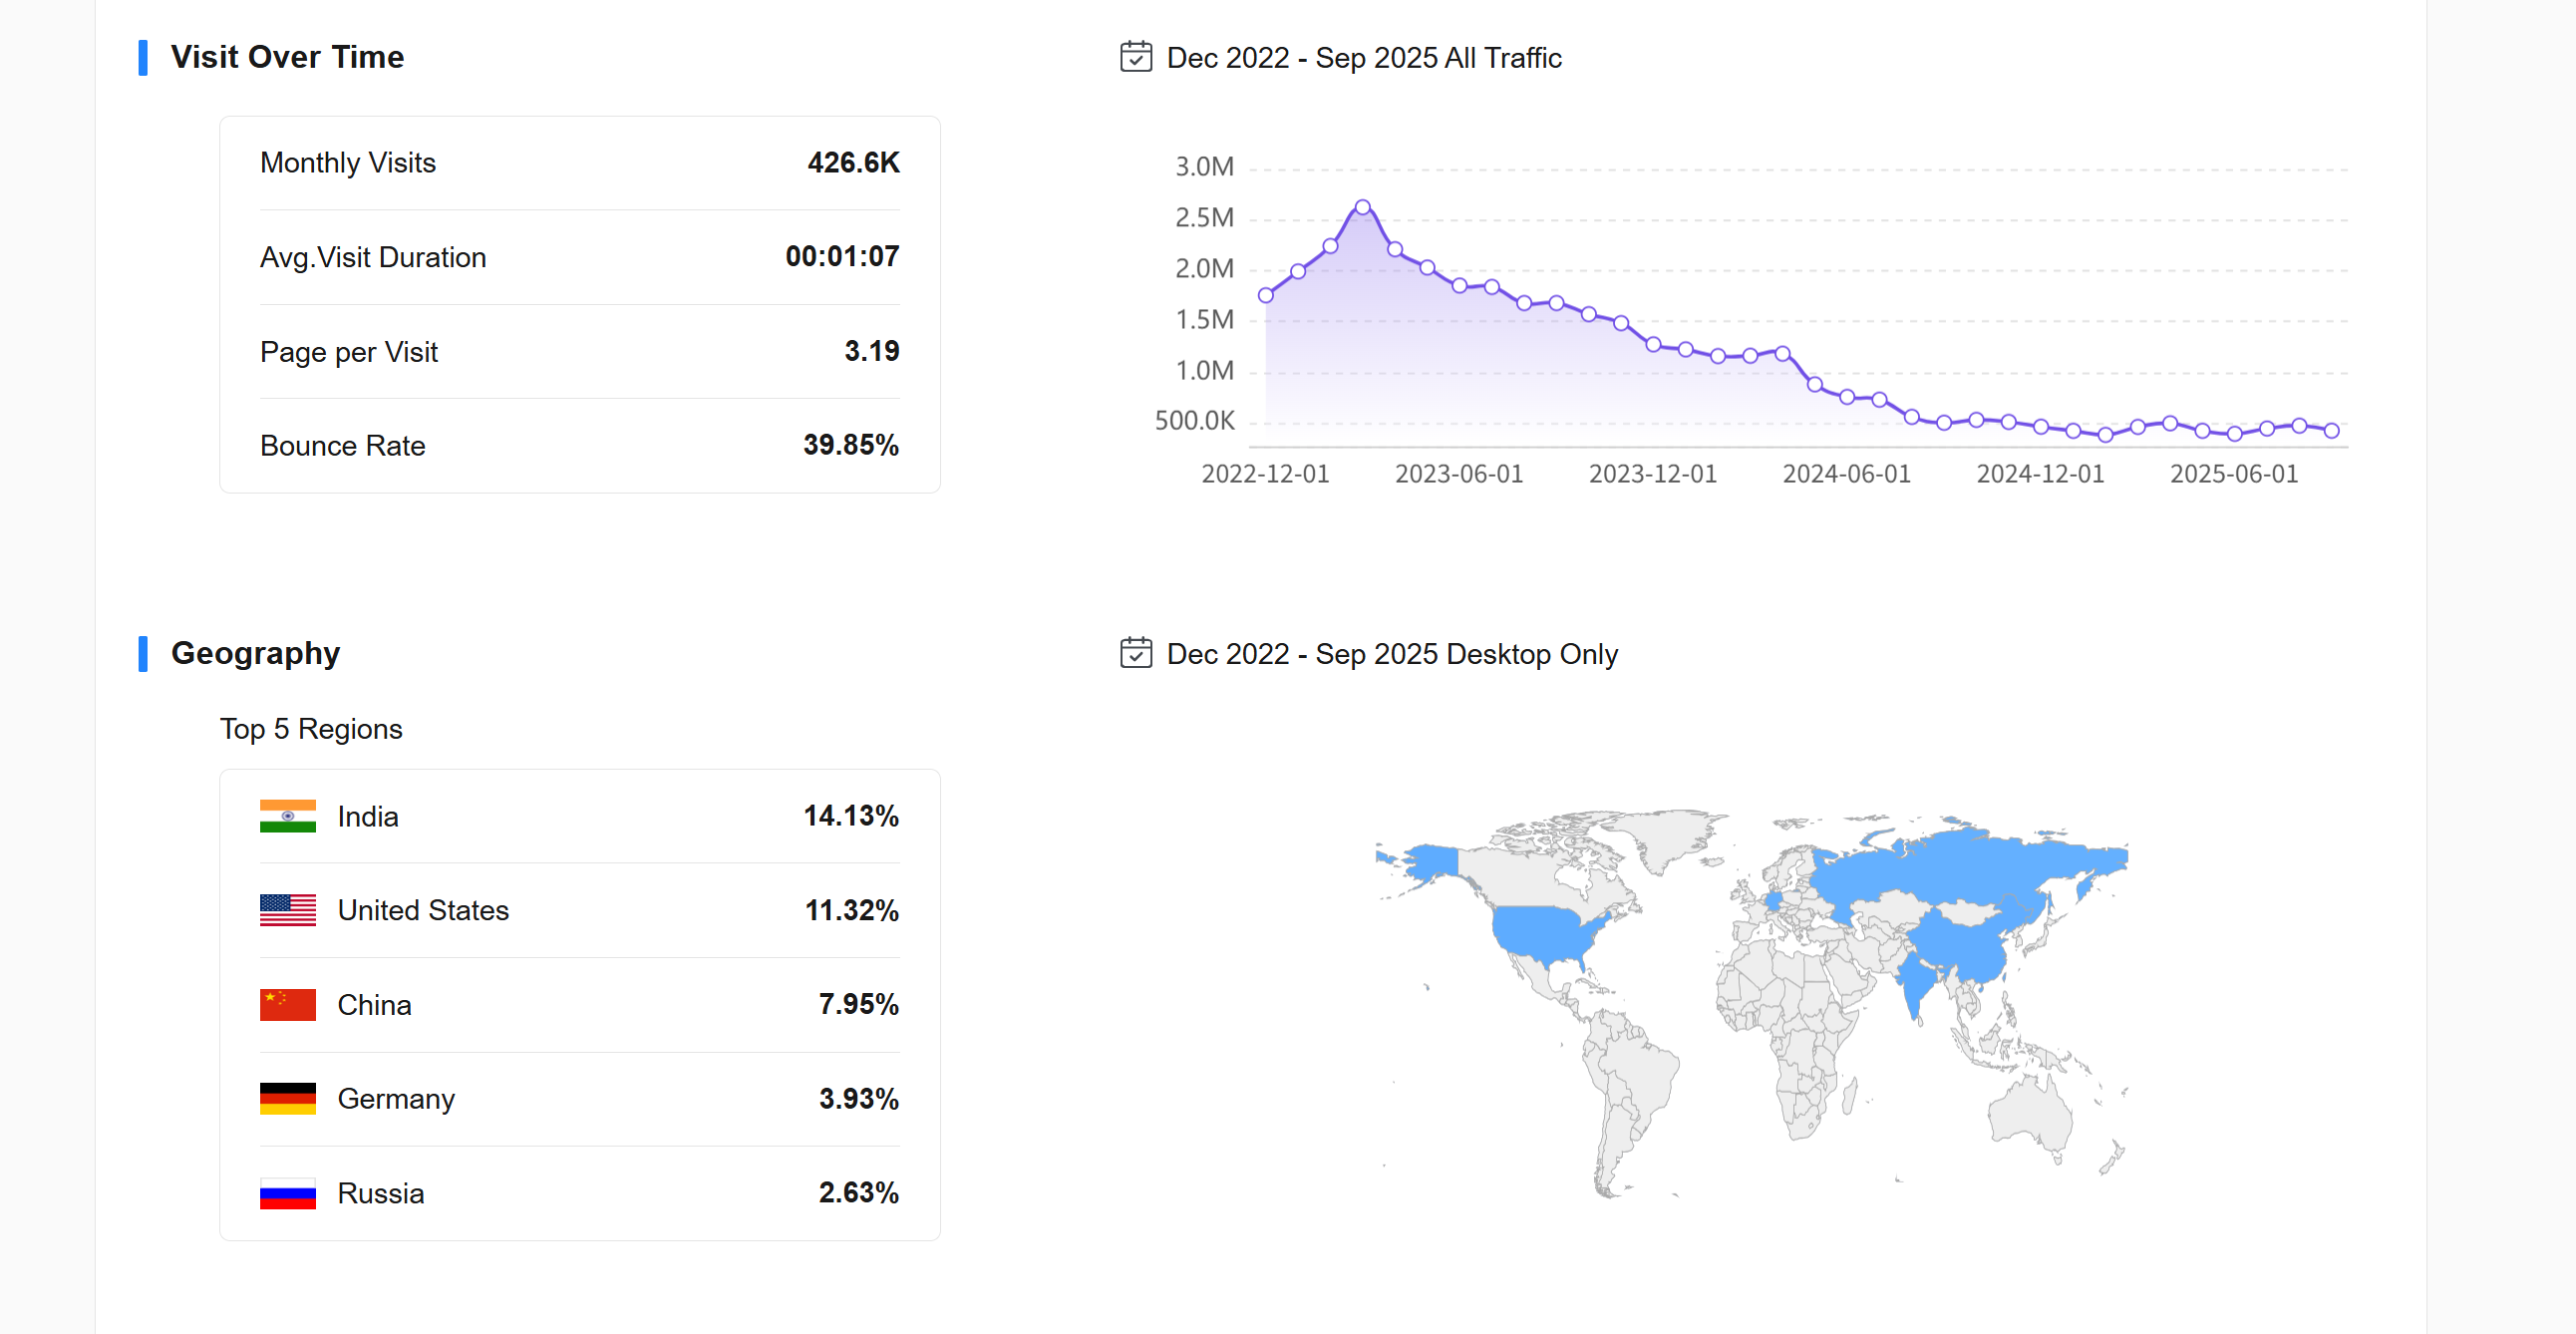 Visit Over Time
Monthly Visits 426.6K
Avg.Visit Duration 00:01:07
Page per Visit 3.19
Bounce Rate 39.85%
Dec 2022 - Sep 2025 All Traffic
3.0M
2.5M
2.0M
1.5M
1.0M
500.0K
2022-12-01 2023-06-01 2023-12-01 2024-06-01 2024-12-01 2025-06-01
Geography
Top 5 Regions
India 14.13%
United States 11.32%
China 7.95%
Germany 3.93%
Russia 2.63%
Dec 2022 - Sep 2025 Desktop Only